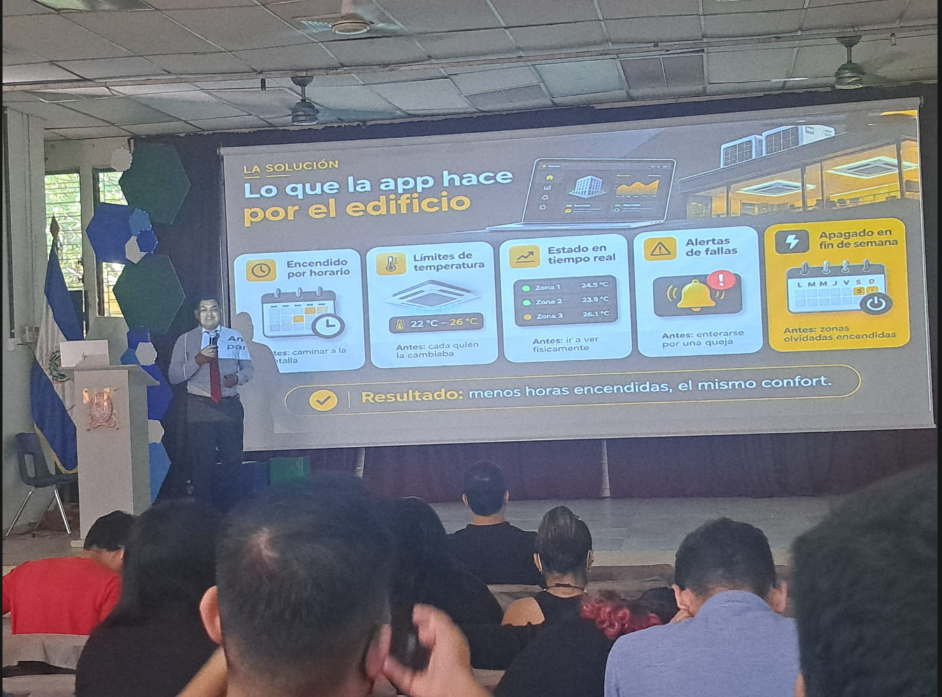 LA SOLUCIÓN
Lo que la app hace
por el edificio
Encendido
por horario
Antes: caminar a la
Límites de
temperatura
22 °C – 26 °C
Antes: cada quien
la cambiaba
Estado en
tiempo real
Zona 1 24.5 °C
Zona 2 23.9 °C
Zona 3 26.1 °C
Antes: ir a ver
físicamente
Alertas
de fallas
Antes: enterarse
por una queja
Apagado en
fin de semana
L M M J V S D
Antes: zonas
olvidadas encendidas
Resultado: menos horas encendidas, el mismo confort.